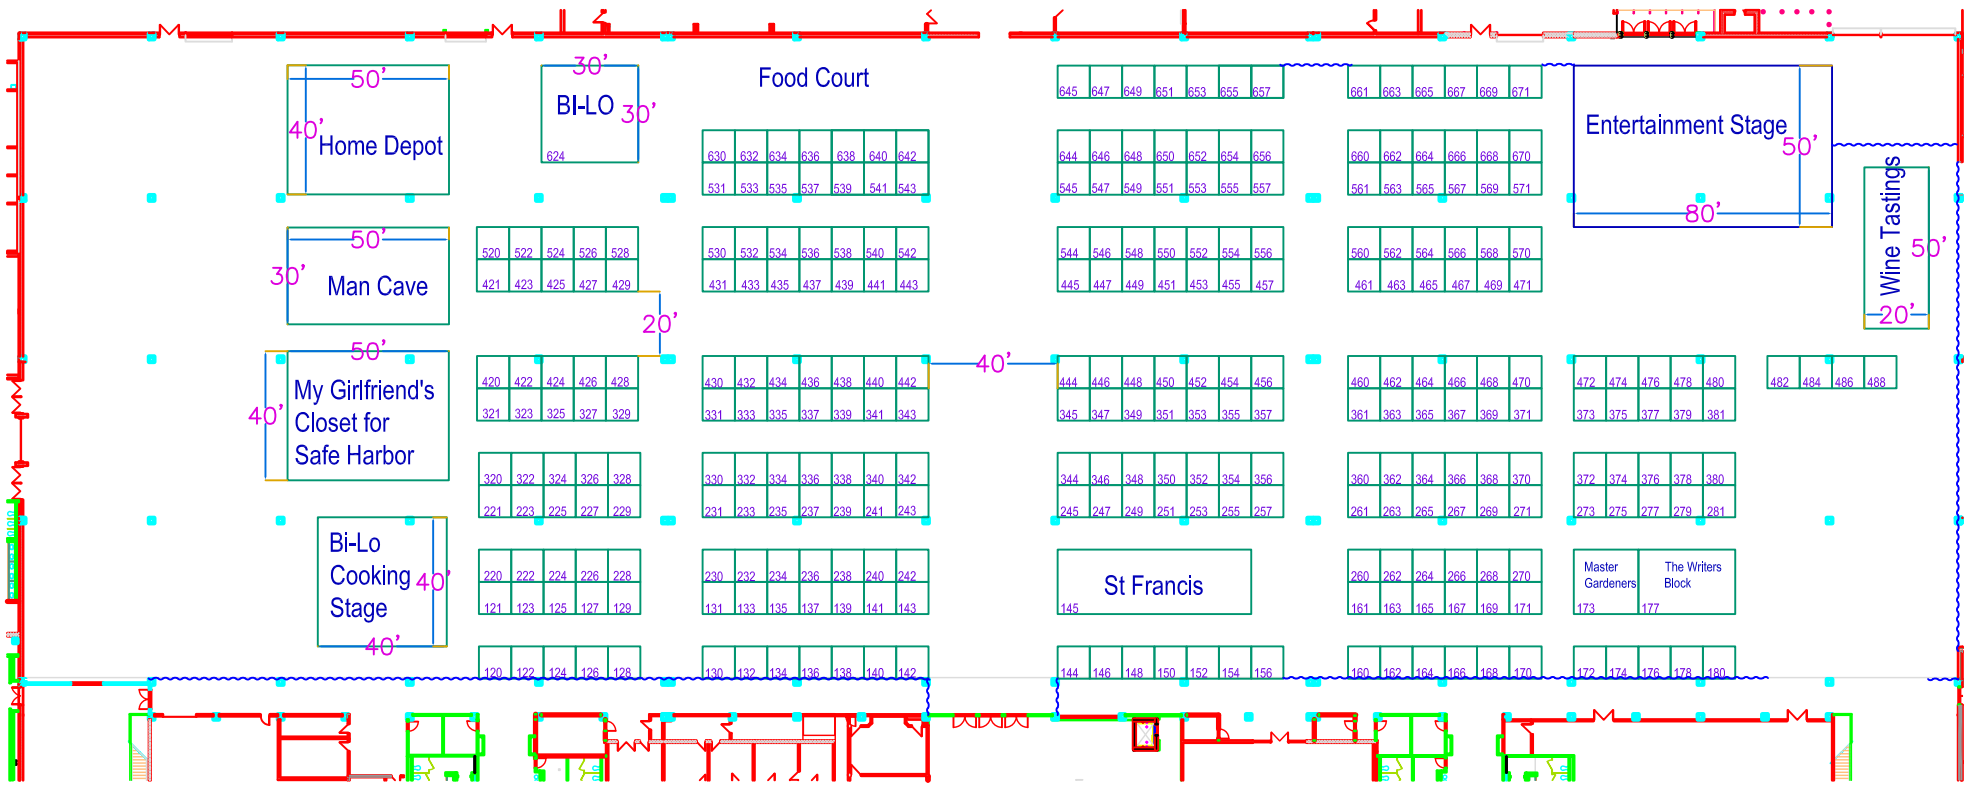 50'
40'
Home Depot
30'
BI-LO
30'
624
Food Court
645 647 649 651 653 655 657
661 663 665 667 669 671
Entertainment Stage
50'
80'
630 632 634 636 638 640 642
531 533 535 537 539 541 543
644 646 648 650 652 654 656
545 547 549 551 553 555 557
660 662 664 666 668 670
561 563 565 567 569 571
Wine Tastings
50'
20'
50'
30'
Man Cave
520 522 524 526 528
421 423 425 427 429
20'
530 532 534 536 538 540 542
431 433 435 437 439 441 443
544 546 548 550 552 554 556
445 447 449 451 453 455 457
560 562 564 566 568 570
461 463 465 467 469 471
50'
40'
My Girlfriend's
Closet for
Safe Harbor
420 422 424 426 428
321 323 325 327 329
430 432 434 436 438 440 442
331 333 335 337 339 341 343
40'
444 446 448 450 452 454 456
345 347 349 351 353 355 357
460 462 464 466 468 470
361 363 365 367 369 371
472 474 476 478 480
373 375 377 379 381
482 484 486 488
320 322 324 326 328
221 223 225 227 229
330 332 334 336 338 340 342
231 233 235 237 239 241 243
344 346 348 350 352 354 356
245 247 249 251 253 255 257
360 362 364 366 368 370
261 263 265 267 269 271
372 374 376 378 380
273 275 277 279 281
Bi-Lo
Cooking
Stage
40'
40'
220 222 224 226 228
121 123 125 127 129
230 232 234 236 238 240 242
131 133 135 137 139 141 143
St Francis
145
260 262 264 266 268 270
161 163 165 167 169 171
Master
Gardeners
173
The Writers
Block
177
120 122 124 126 128
130 132 134 136 138 140 142
144 146 148 150 152 154 156
160 162 164 166 168 170
172 174 176 178 180